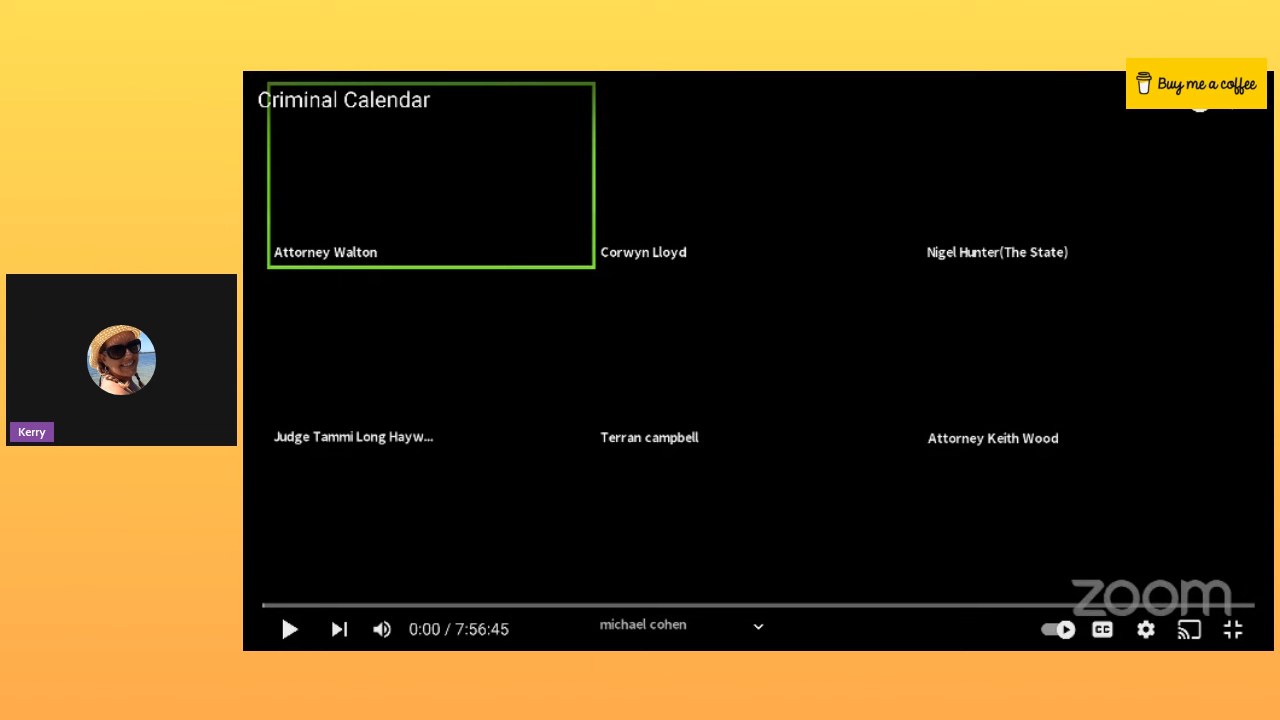 Criminal Calendar
Buy me a coffee
Attorney Walton
Corwyn Lloyd
Nigel Hunter(The State)
Kerry
Judge Tammi Long Hayw...
Terran campbell
Attorney Keith Wood
zoom
0:00 / 7:56:45
michael cohen
CC